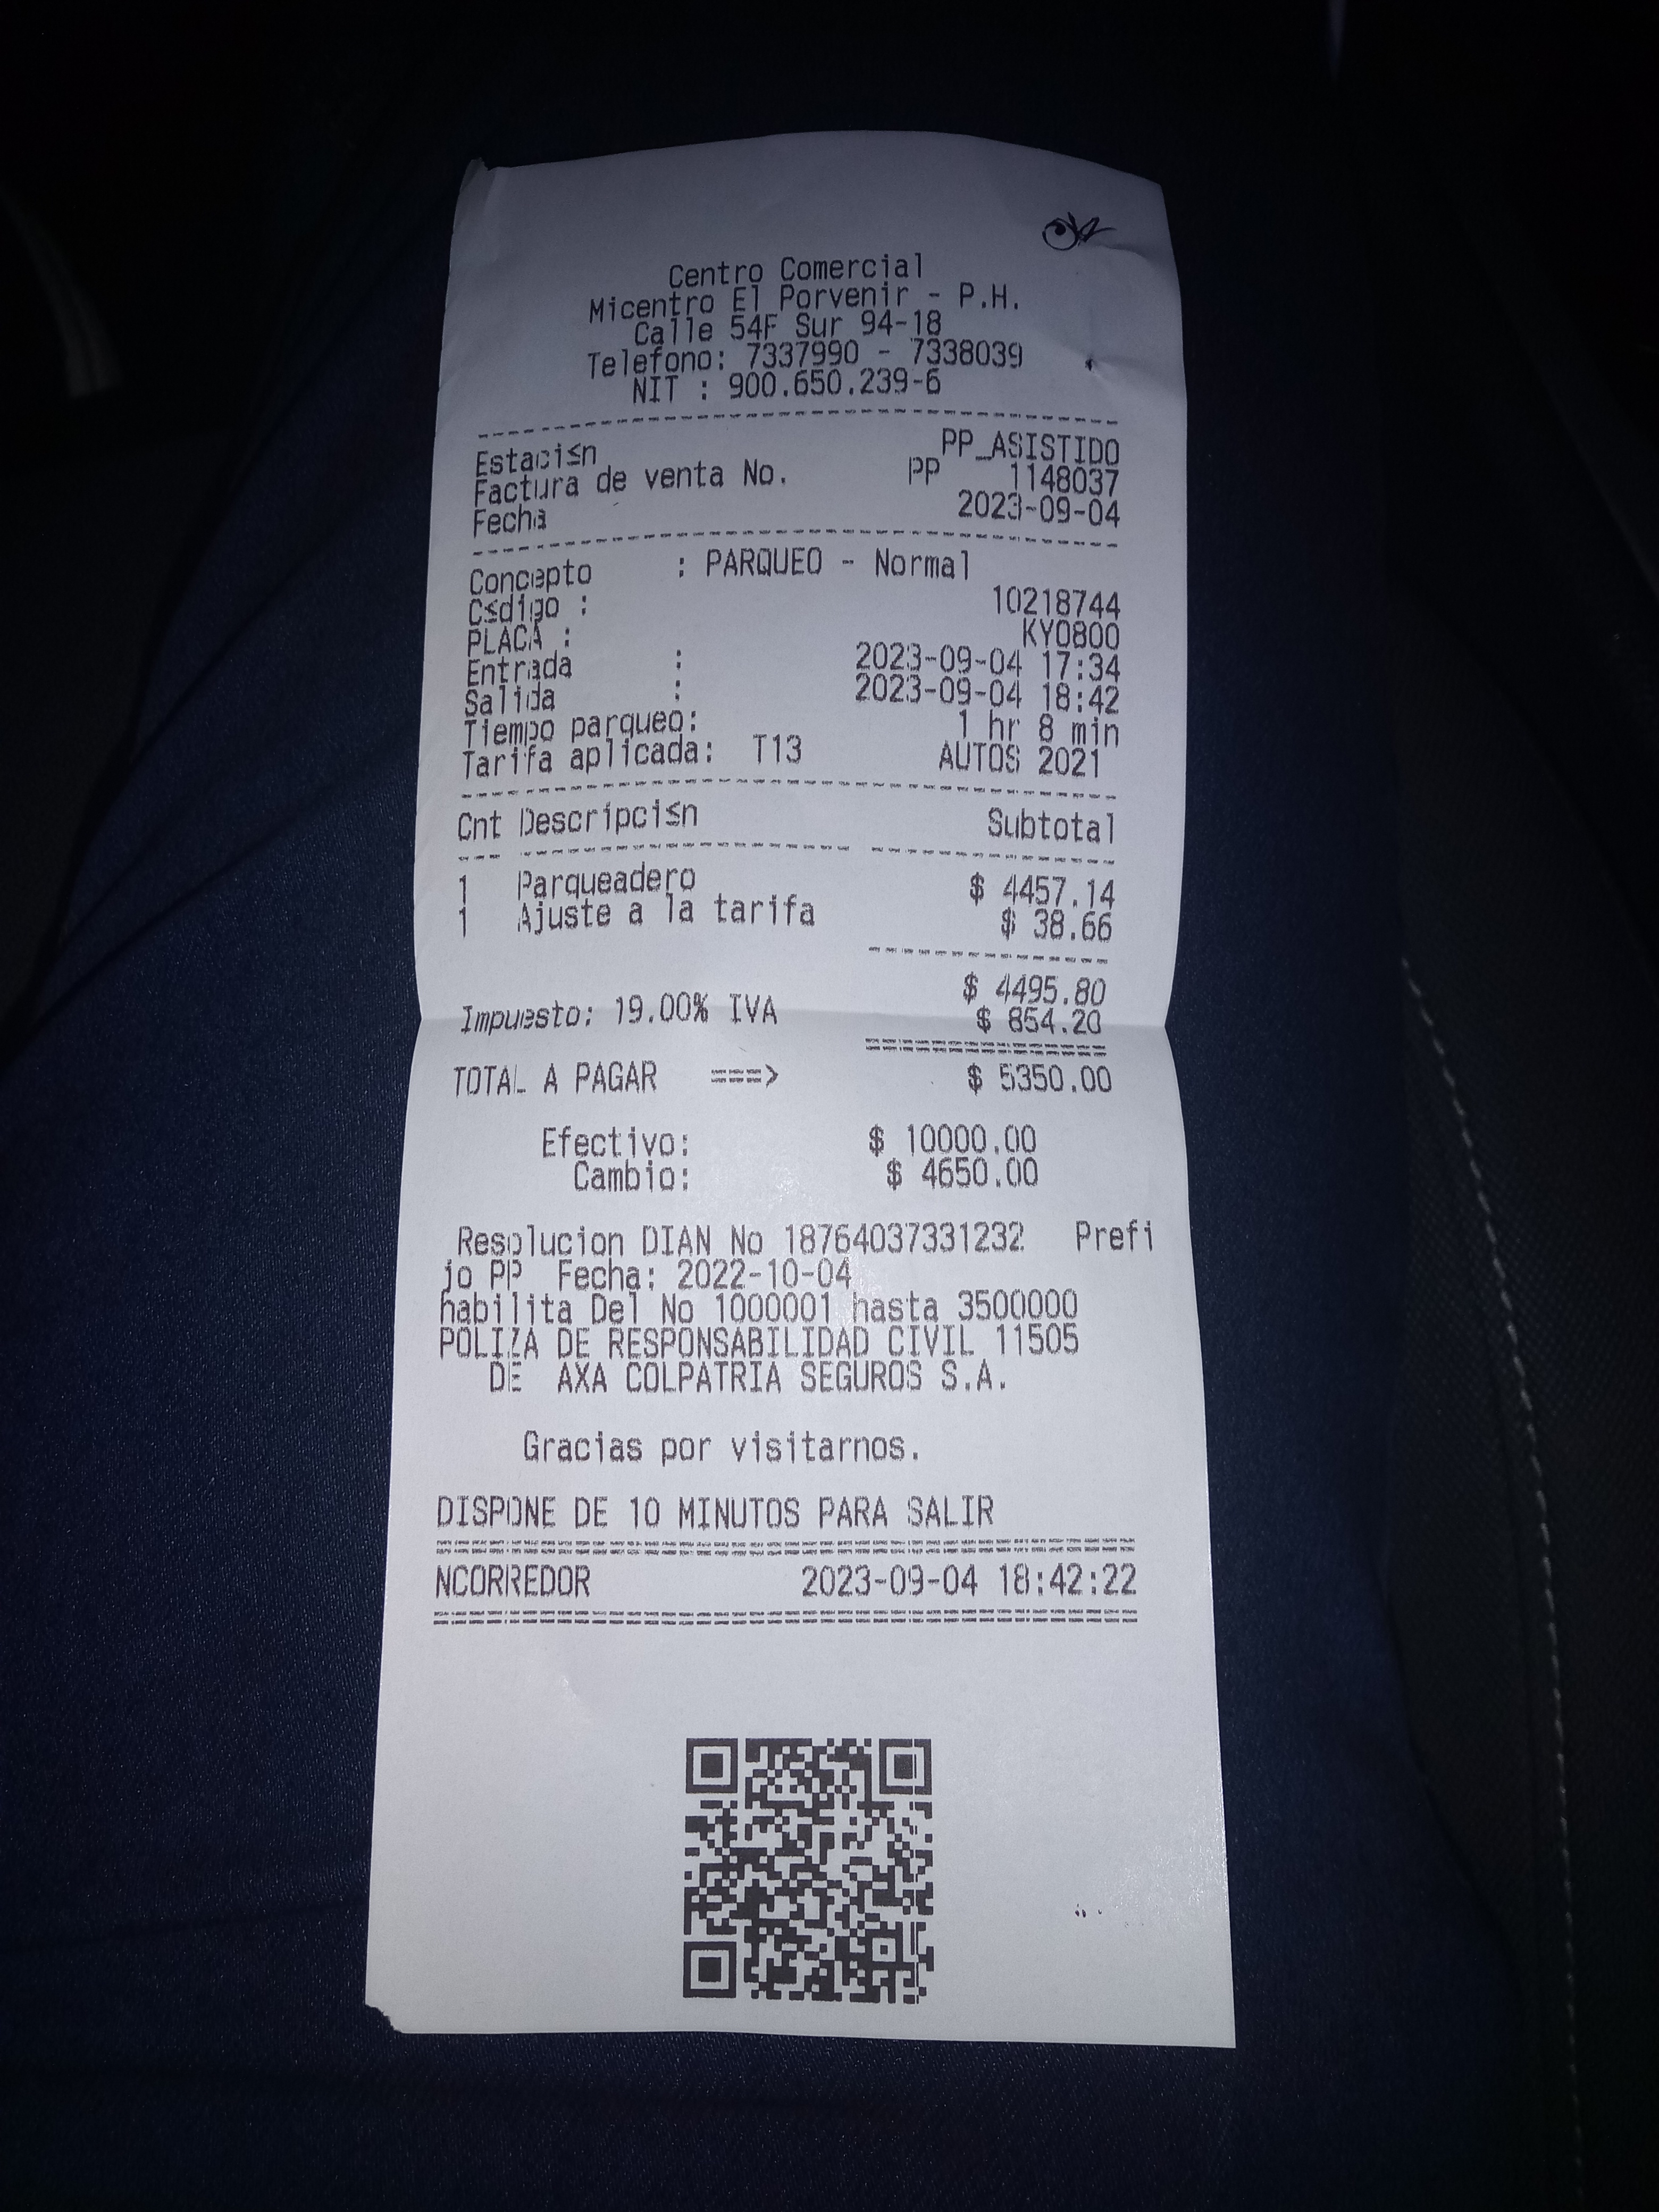 Centro Comercial
Micentro El Porvenir - P.H.
Calle 54F Sur 94-18
Telefono: 7337990 - 7338039
NIT : 900.650.239-6
Estaci≤n PP_ASISTIDO
Factura de venta No. PP 1148037
Fecha 2023-09-04
Concepto : PARQUEO - Normal
C≤digo : 10218744
PLACA : KYO800
Entrada : 2023-09-04 17:34
Salida : 2023-09-04 18:42
Tiempo parqueo: 1 hr 8 min
Tarifa aplicada: T13 AUTOS 2021
Cnt Descripci≤n Subtotal
1 Parqueadero $ 4457.14
1 Ajuste a la tarifa $ 38.66
$ 4495.80
Impuesto: 19.00% IVA $ 854.20
TOTAL A PAGAR ===> $ 5350.00
Efectivo: $ 10000.00
Cambio: $ 4650.00
Resolucion DIAN No 18764037331232 Prefi
jo PP Fecha: 2022-10-04
habilita Del No 1000001 hasta 3500000
POLIZA DE RESPONSABILIDAD CIVIL 11505
DE AXA COLPATRIA SEGUROS S.A.
Gracias por visitarnos.
DISPONE DE 10 MINUTOS PARA SALIR
NCORREDOR 2023-09-04 18:42:22